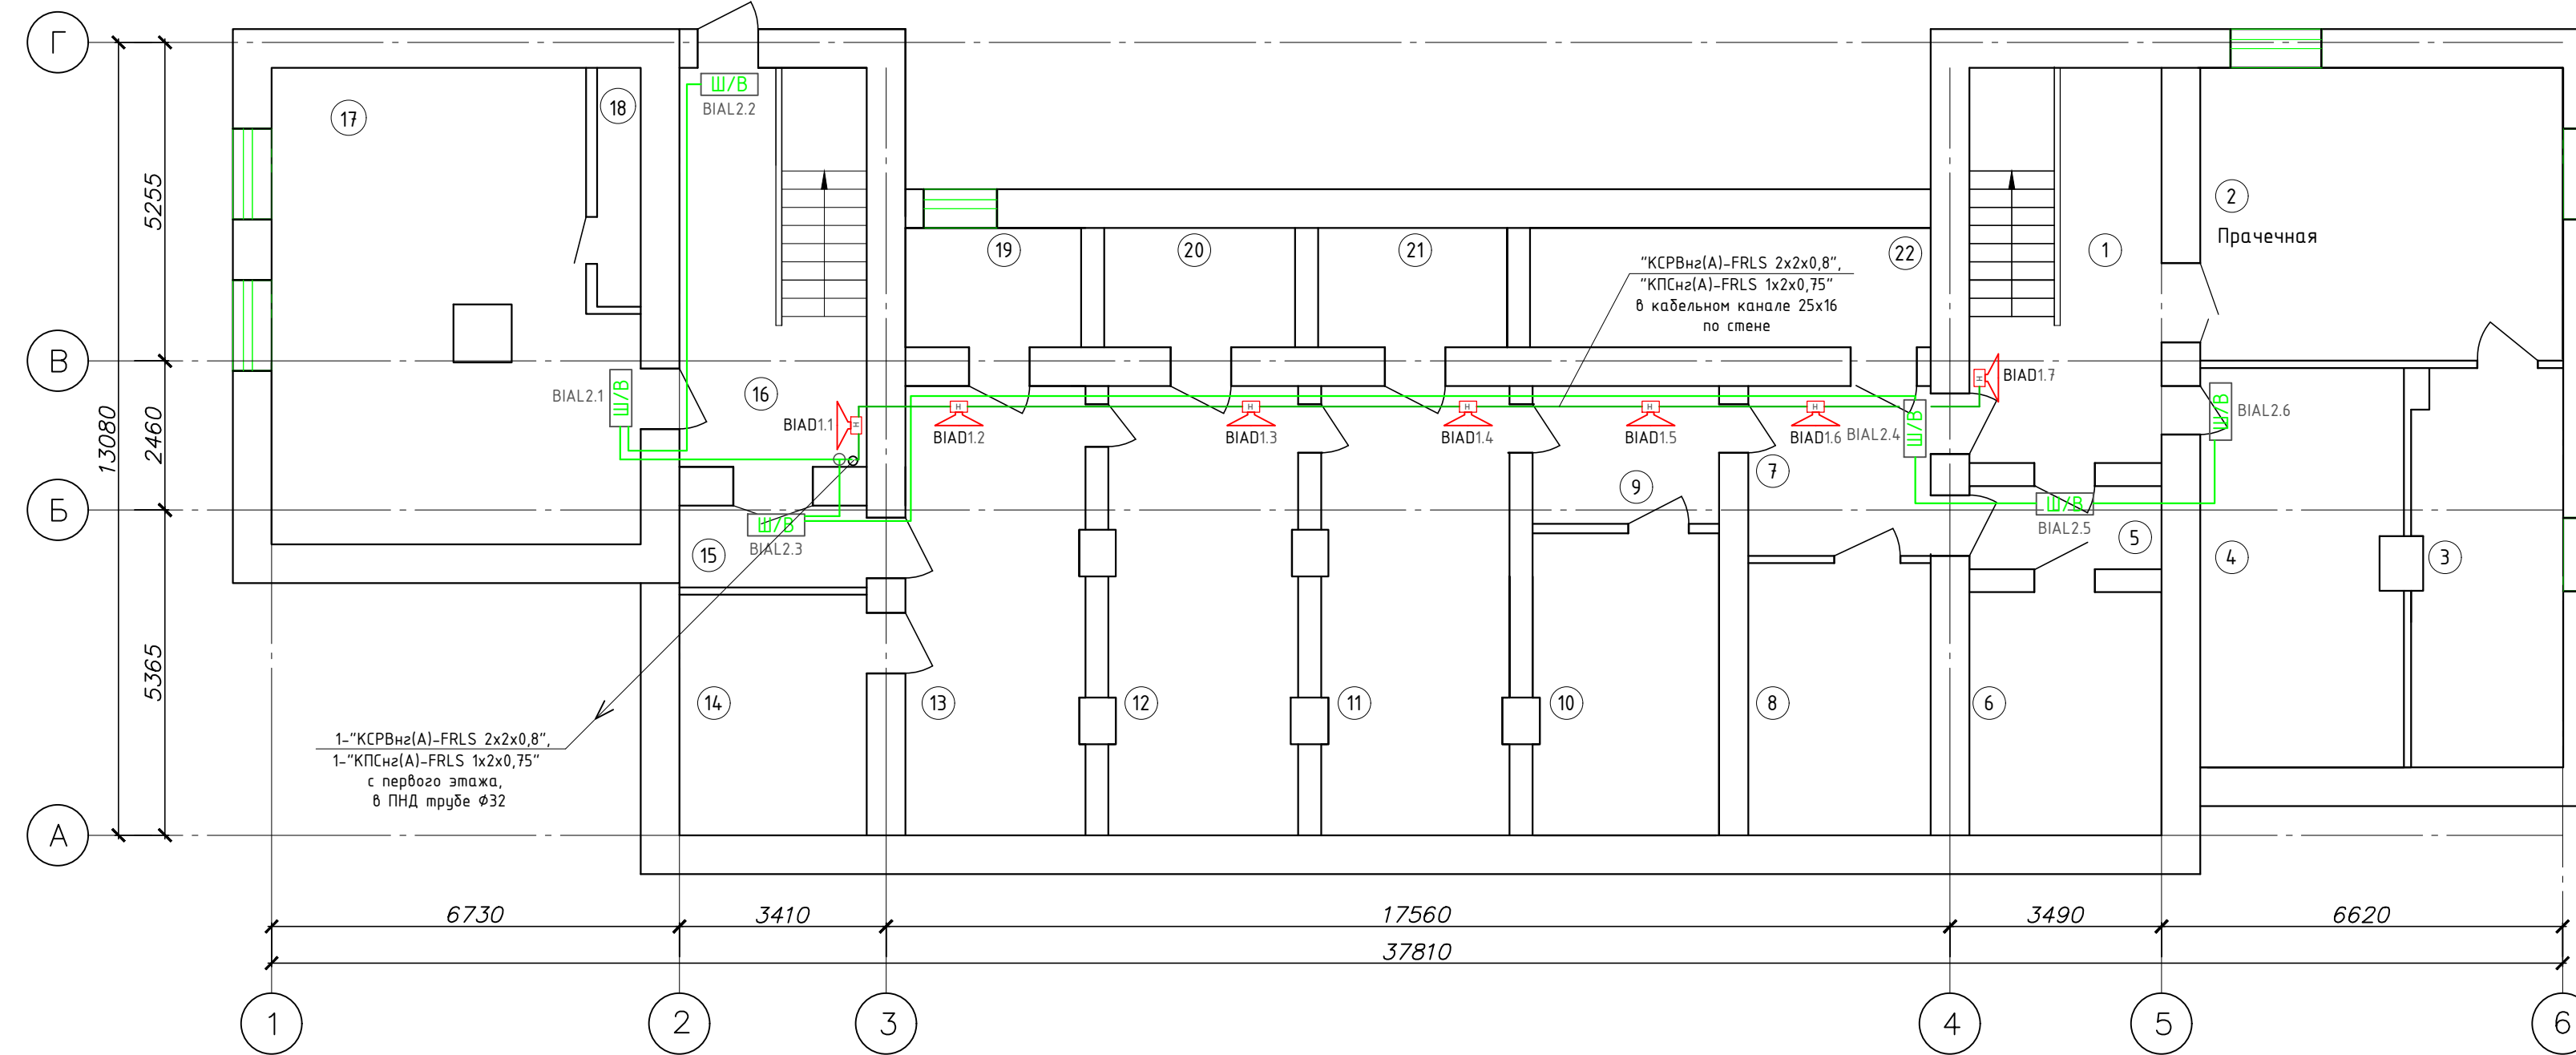 Г
Ш/В
BIAL2.2
17
18
5255
2
Прачечная
19
20
21
22
1
"КСРВнг(А)-FRLS 2х2х0,8",
"КПСнг(А)-FRLS 1х2х0,75"
в кабельном канале 25х16
по стене
В
BIAL2.1
Ш/В
16
BIAD1.1
Н
Н
BIAD1.2
Н
BIAD1.3
Н
BIAD1.4
Н
BIAD1.5
Н
BIAD1.6
BIAL2.4
Ш/В
Н
BIAD1.7
Ш/В
BIAL2.6
13080
2460
7
9
Б
Ш/В
BIAL2.3
15
Ш/В
BIAL2.5
5
4
3
5365
14
13
12
11
10
8
6
1-"КСРВнг(А)-FRLS 2х2х0,8",
1-"КПСнг(А)-FRLS 1х2х0,75"
с первого этажа,
в ПНД трубе Ø32
А
6730
3410
17560
3490
6620
37810
1
2
3
4
5
6